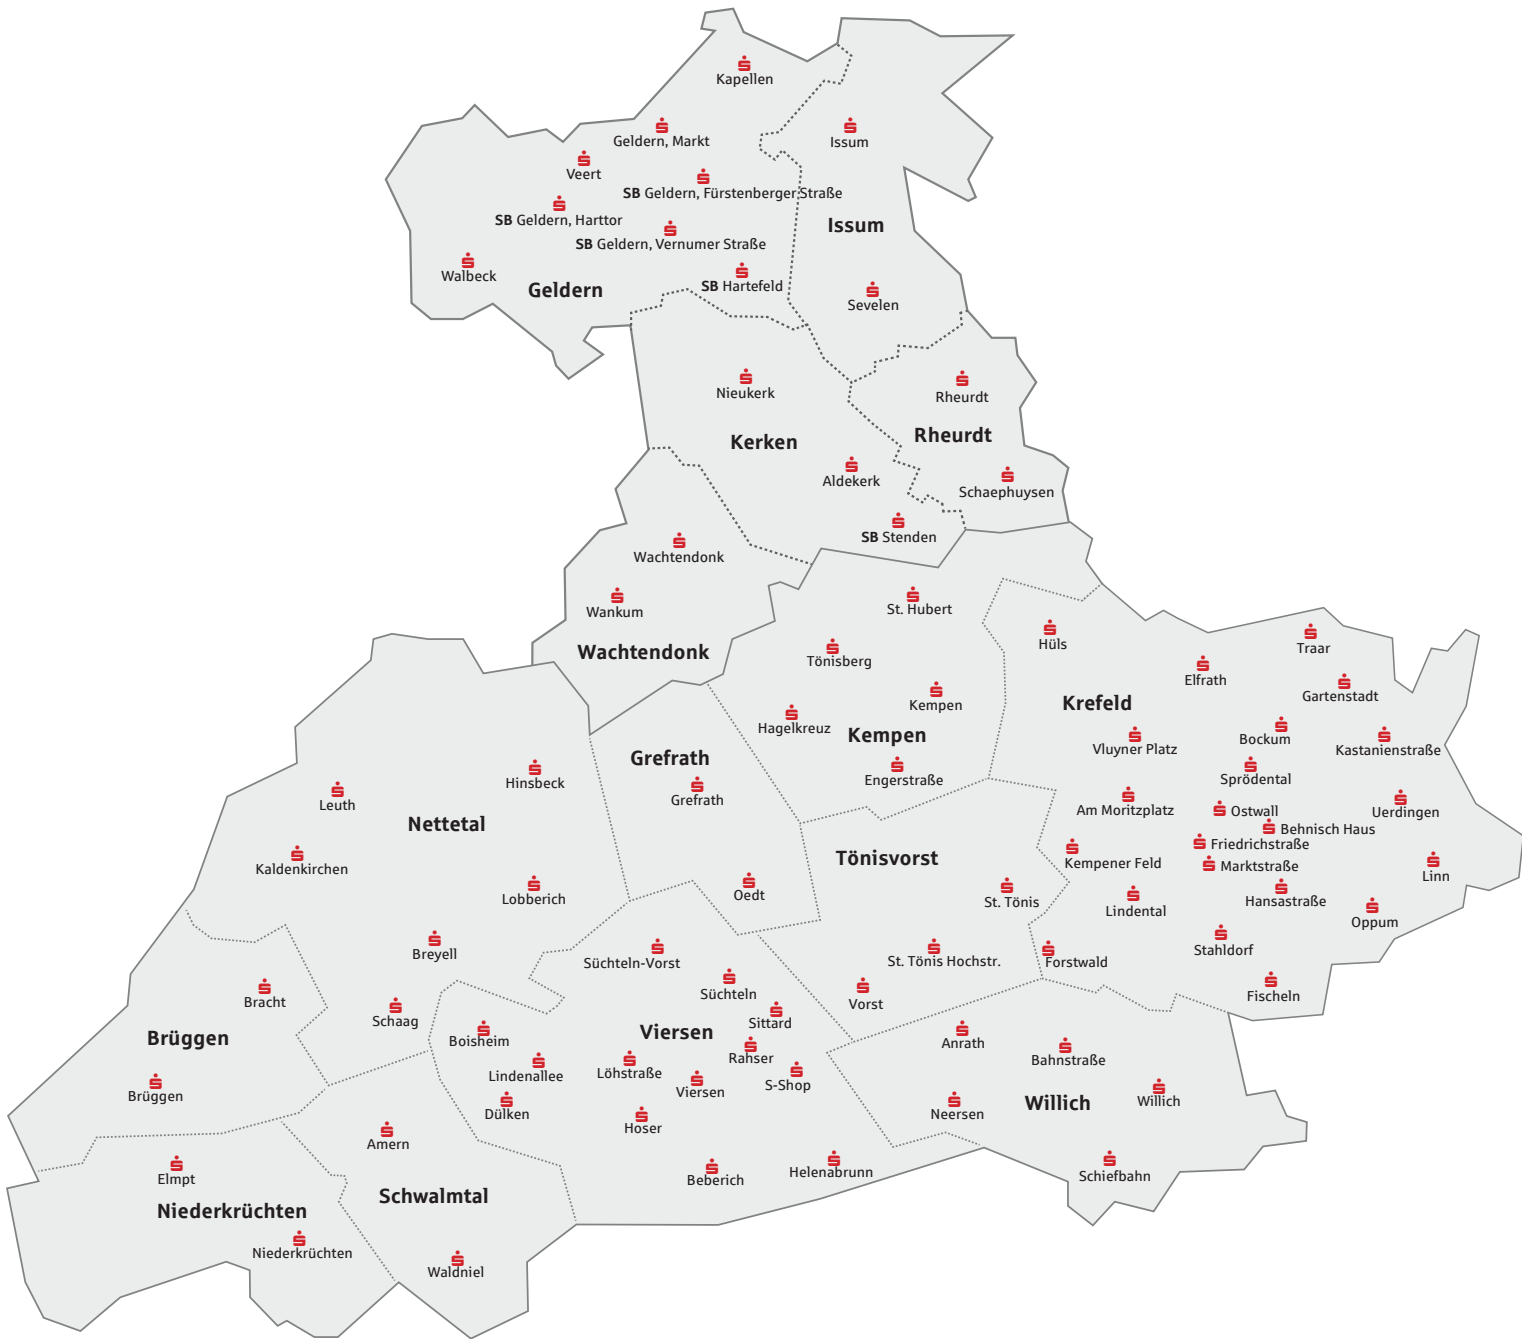 Kapellen
Geldern, Markt
Issum
Veert
SB Geldern, Fürstenberger Straße
SB Geldern, Harttor
Issum
SB Geldern, Vernumer Straße
Walbeck
SB Hartefeld
Geldern
Sevelen
Nieukerk
Rheurdt
Kerken
Rheurdt
Aldekerk
Schaephuysen
SB Stenden
Wachtendonk
Wankum
St. Hubert
Wachtendonk
Hüls
Traar
Tönisberg
Elfrath
Gartenstadt
Kempen
Krefeld
Hagelkreuz
Kempen
Vluyner Platz
Bockum
Kastanienstraße
Grefrath
Engerstraße
Sprödental
Hinsbeck
Grefrath
Leuth
Am Moritzplatz
Ostwall
Uerdingen
Nettetal
Behnisch Haus
Friedrichstraße
Tönisvorst
Kempener Feld
Marktstraße
Kaldenkirchen
Linn
Lobberich
Oedt
St. Tönis
Lindental
Hansastraße
Oppum
Breyell
Süchteln-Vorst
St. Tönis Hochstr.
Forstwald
Stahldorf
Bracht
Süchteln
Vorst
Fischeln
Schaag
Sittard
Brüggen
Boisheim
Viersen
Anrath
Rahser
Bahnstraße
Lindenallee
Löhstraße
Viersen
S-Shop
Brüggen
Dülken
Neersen
Willich
Willich
Hoser
Amern
Elmpt
Beberich
Helenabrunn
Schiefbahn
Schwalmtal
Niederkrüchten
Niederkrüchten
Waldniel